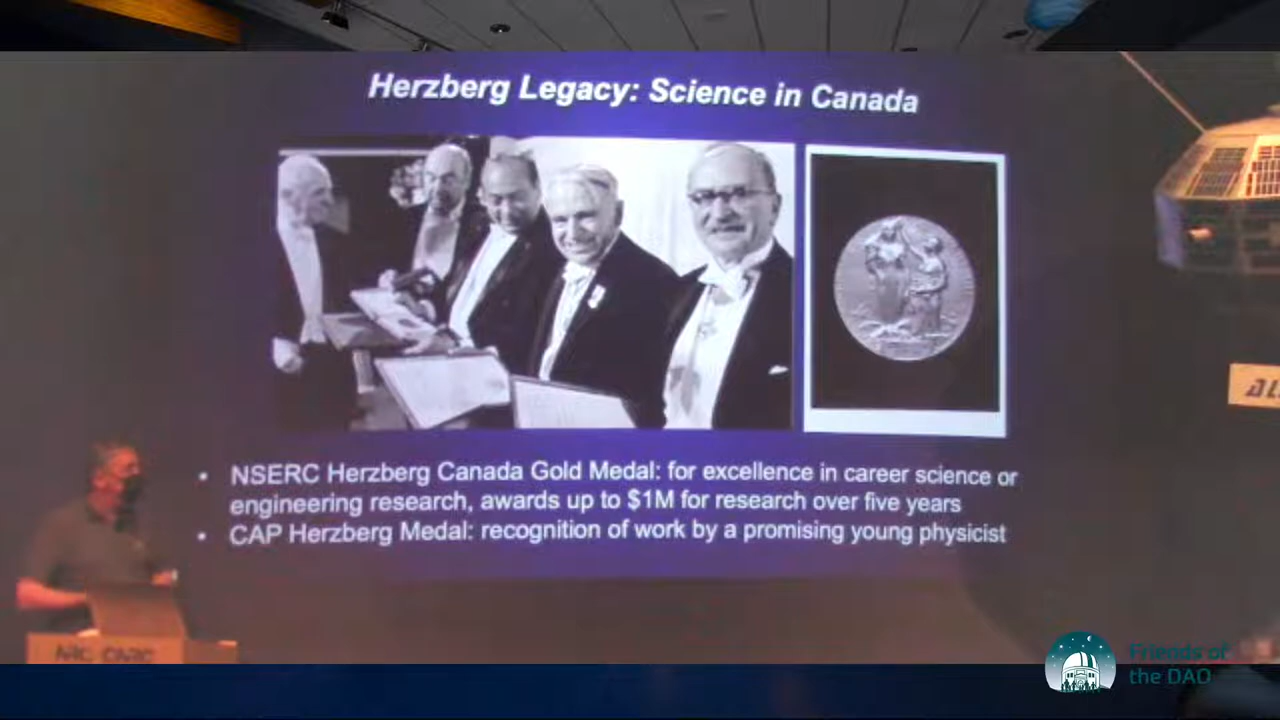 Herzberg Legacy: Science in Canada
• NSERC Herzberg Canada Gold Medal: for excellence in career science or
engineering research, awards up to $1M for research over five years
• CAP Herzberg Medal: recognition of work by a promising young physicist
Friends of
the DAO